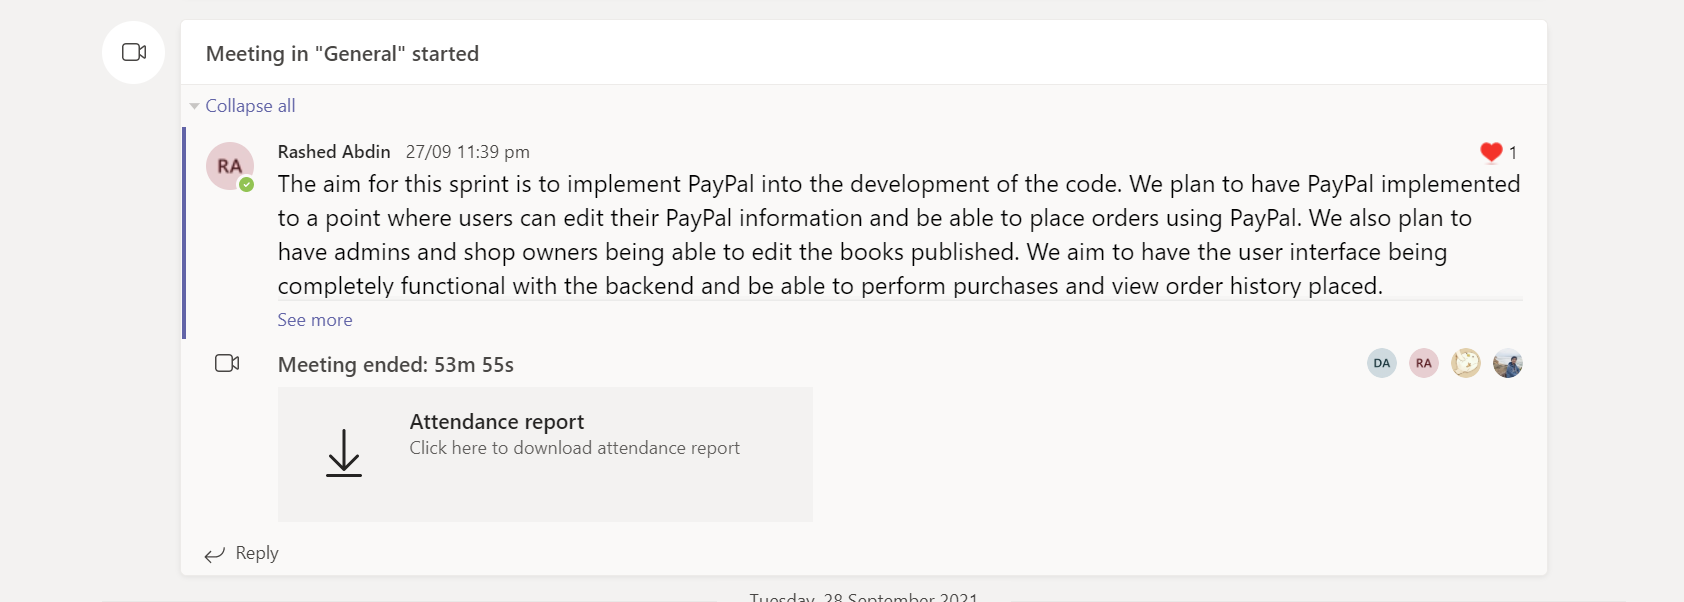 Meeting in "General" started
Collapse all
RA
Rashed Abdin 27/09 11:39 pm
1
The aim for this sprint is to implement PayPal into the development of the code. We plan to have PayPal implemented
to a point where users can edit their PayPal information and be able to place orders using PayPal. We also plan to
have admins and shop owners being able to edit the books published. We aim to have the user interface being
completely functional with the backend and be able to perform purchases and view order history placed.
See more
Meeting ended: 53m 55s
DA RA
Attendance report
Click here to download attendance report
Reply
Tuesday, 28 September 2021